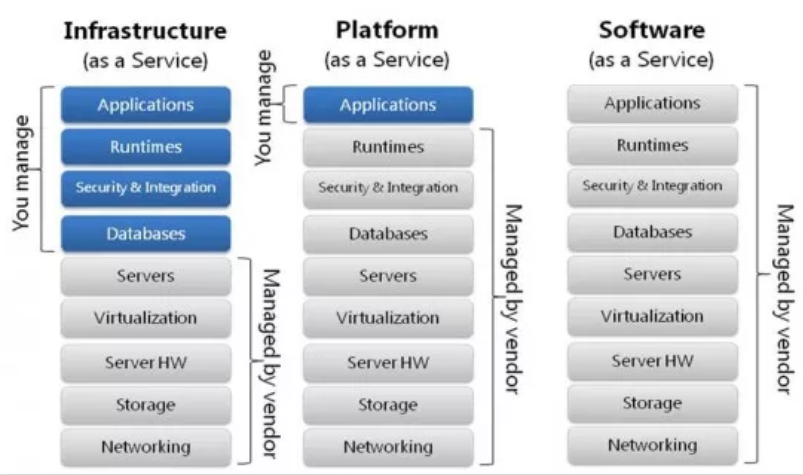 Infrastructure
(as a Service)
You manage
Applications
Runtimes
Security & Integration
Databases
Servers
Virtualization
Server HW
Storage
Networking
Managed by vendor
Platform
(as a Service)
You manage
Applications
Runtimes
Security & Integration
Databases
Servers
Virtualization
Server HW
Storage
Networking
Managed by vendor
Software
(as a Service)
Applications
Runtimes
Security & Integration
Databases
Servers
Virtualization
Server HW
Storage
Networking
Managed by vendor